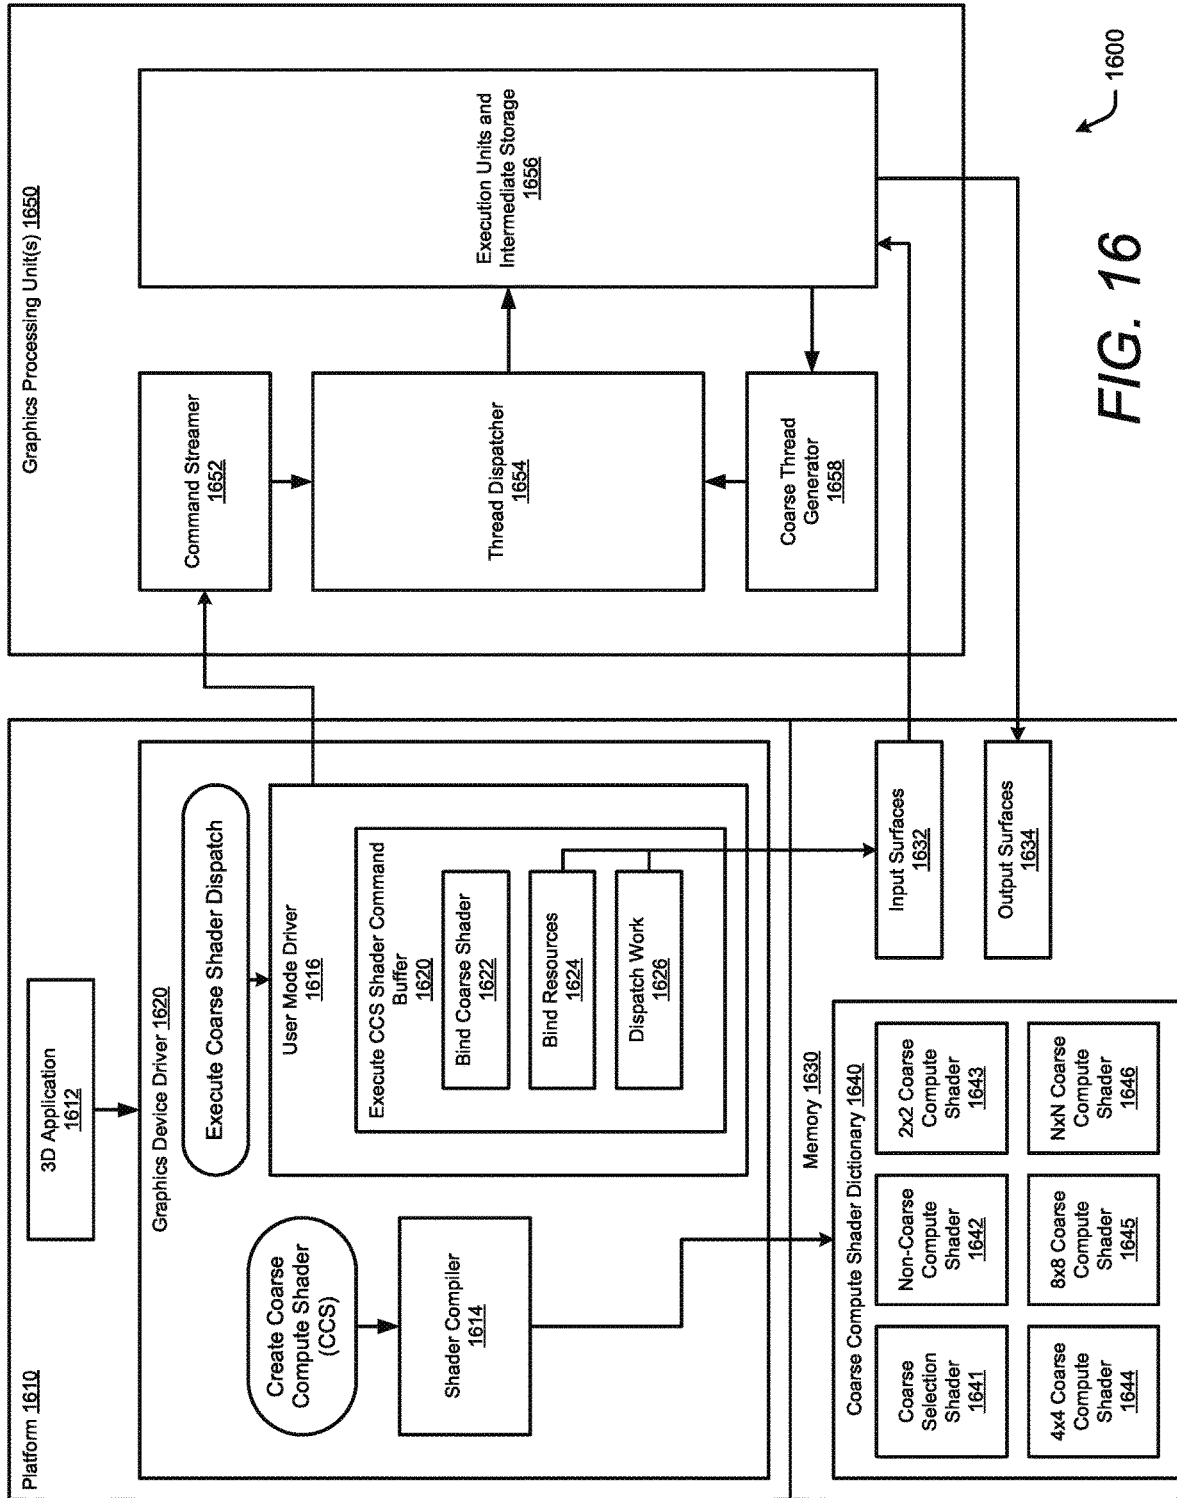 Platform 1610
3D Application
1612
Graphics Device Driver 1620
Create Coarse
Compute Shader
(CCS)
Shader Compiler
1614
Execute Coarse Shader Dispatch
User Mode Driver
1616
Execute CCS Shader Command
Buffer
1620
Bind Coarse Shader
1622
Bind Resources
1624
Dispatch Work
1626
Memory 1630
Coarse Compute Shader Dictionary 1640
Coarse
Selection
Shader
1641
Non-Coarse
Compute
Shader
1642
2x2 Coarse
Compute
Shader
1643
4x4 Coarse
Compute
Shader
1644
8x8 Coarse
Compute
Shader
1645
NxN Coarse
Compute
Shader
1646
Input Surfaces
1632
Output Surfaces
1634
Graphics Processing Unit(s) 1650
Command Streamer
1652
Thread Dispatcher
1654
Coarse Thread
Generator
1658
Execution Units and
Intermediate Storage
1656
1600
FIG. 16